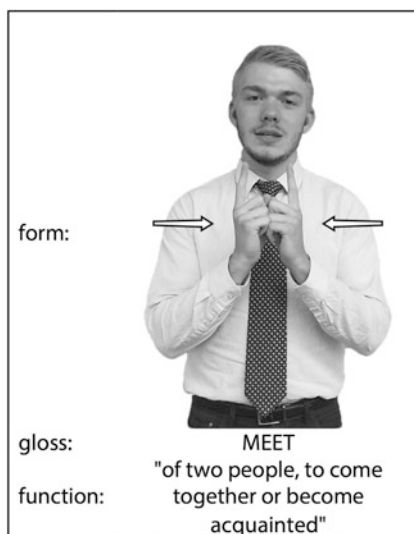 form:
gloss: MEET
"of two people, to come
function: together or become
acquainted"